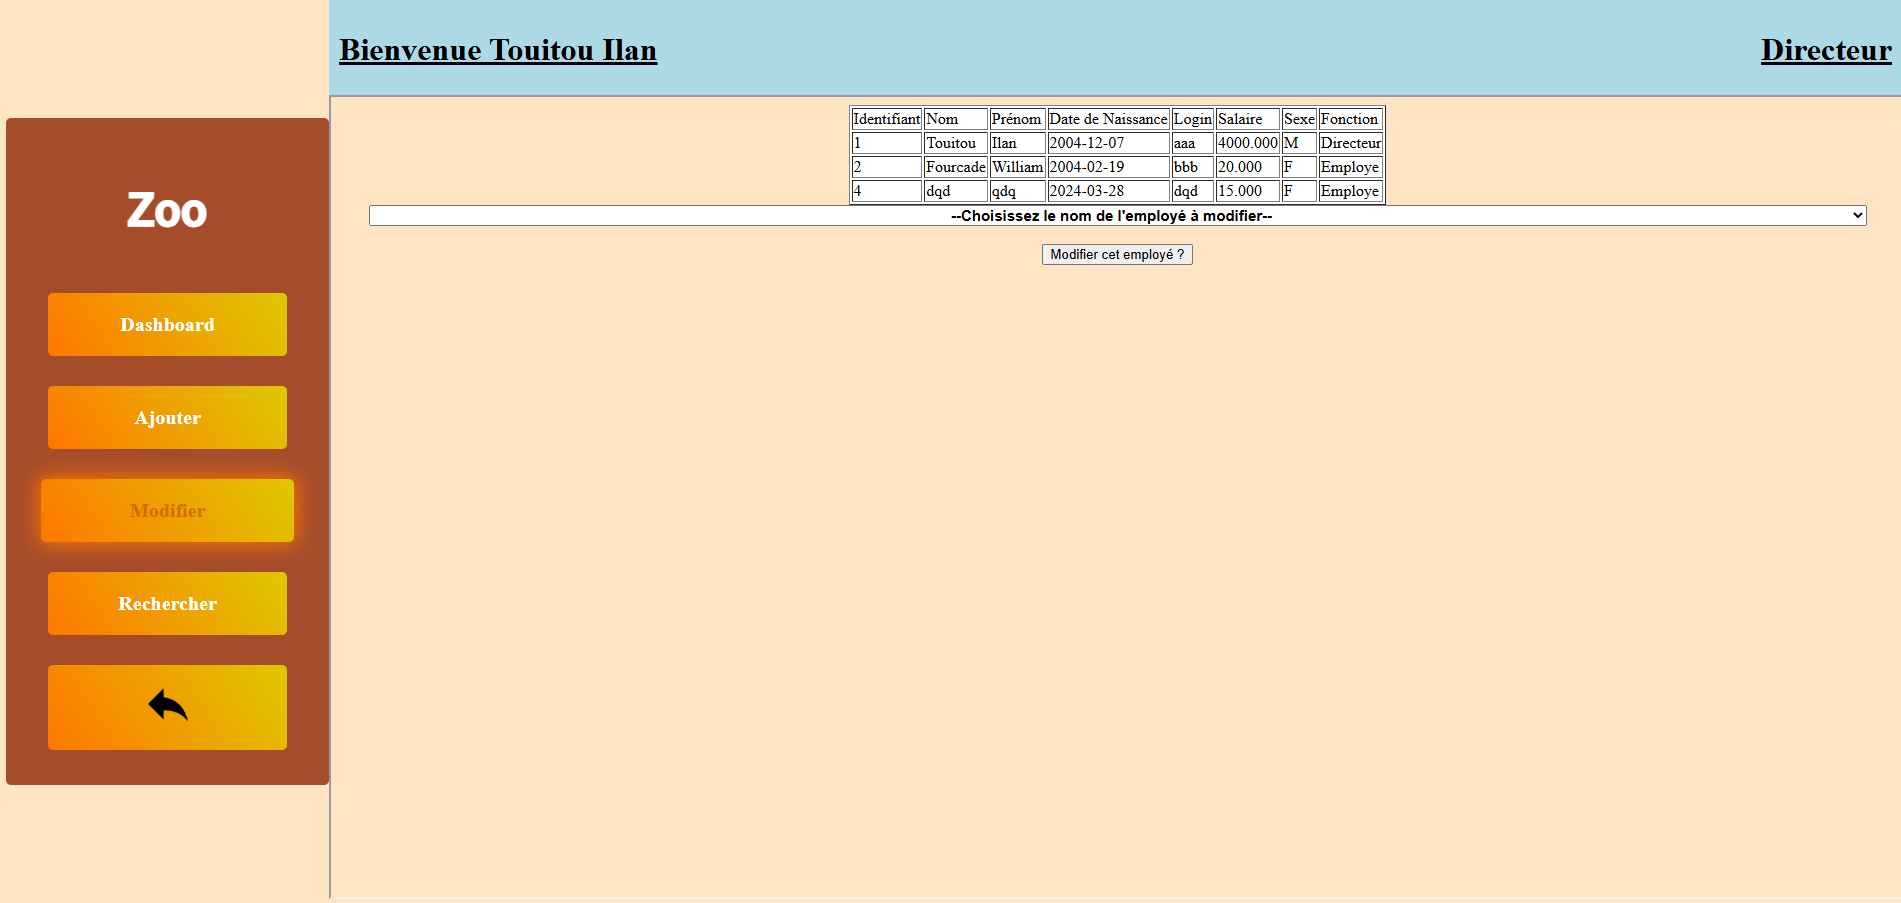 Bienvenue Touitou Ilan
Directeur
Zoo
Dashboard
Ajouter
Modifier
Rechercher
Identifiant Nom Prénom Date de Naissance Login Salaire Sexe Fonction
1 Touitou Ilan 2004-12-07 aaa 4000.000 M Directeur
2 Fourcade William 2004-02-19 bbb 20.000 F Employe
4 dqd qdq 2024-03-28 dqd 15.000 F Employe
--Choisissez le nom de l'employé à modifier--
Modifier cet employé ?